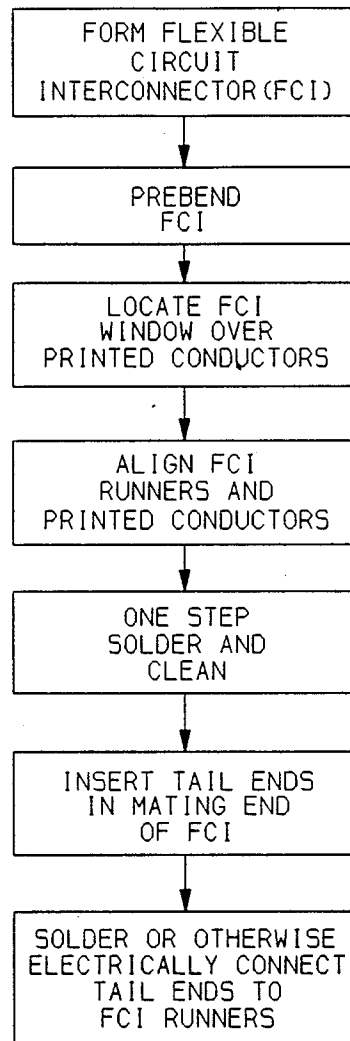 FORM FLEXIBLE
CIRCUIT
INTERCONNECTOR(FCI)
PREBEND
FCI
LOCATE FCI
WINDOW OVER
PRINTED CONDUCTORS
ALIGN FCI
RUNNERS AND
PRINTED CONDUCTORS
ONE STEP
SOLDER AND
CLEAN
INSERT TAIL ENDS
IN MATING END
OF FCI
SOLDER OR OTHERWISE
ELECTRICALLY CONNECT
TAIL ENDS TO
FCI RUNNERS